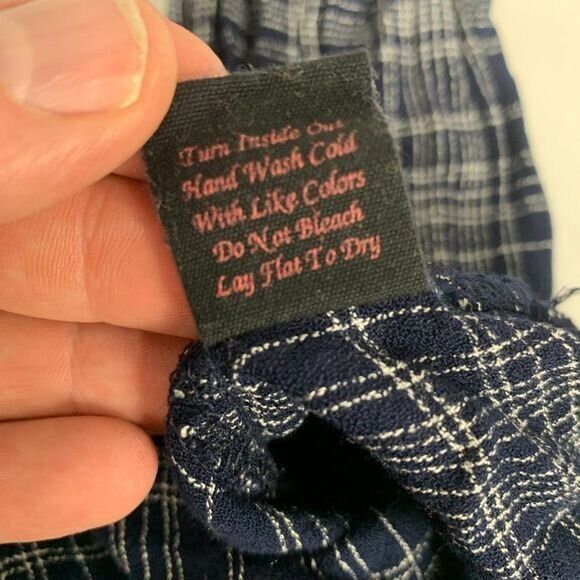 Turn Inside Out
Hand Wash Cold
With Like Colors
Do Not Bleach
Lay Flat To Dry